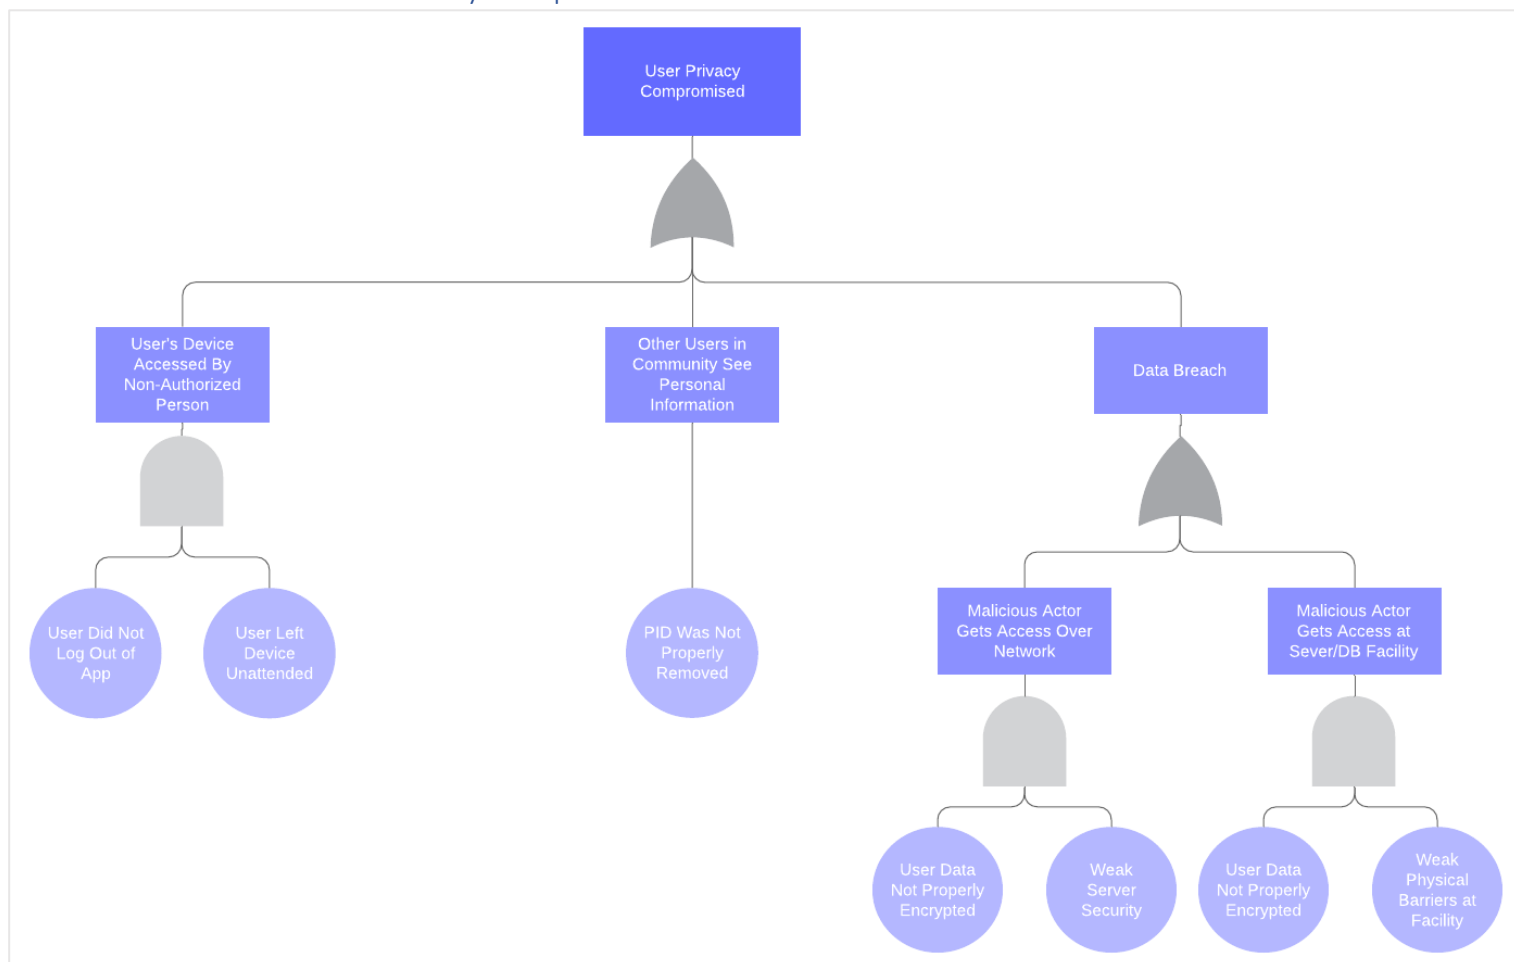 User Privacy
Compromised
User's Device
Accessed By
Non-Authorized
Person
Other Users in
Community See
Personal
Information
Data Breach
User Did Not
Log Out of
App
User Left
Device
Unattended
PID Was Not
Properly
Removed
Malicious Actor
Gets Access Over
Network
Malicious Actor
Gets Access at
Sever/DB Facility
User Data
Not Properly
Encrypted
Weak
Server
Security
User Data
Not Properly
Encrypted
Weak
Physical
Barriers at
Facility